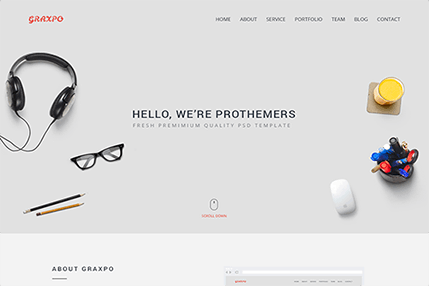 GRAXPO
HOME ABOUT SERVICE PORTFOLIO TEAM BLOG CONTACT
HELLO, WE'RE PROTHEMERS
FRESH PREMIMIUM QUALITY PSD TEMPLATE
SCROLL DOWN
ABOUT GRAXPO